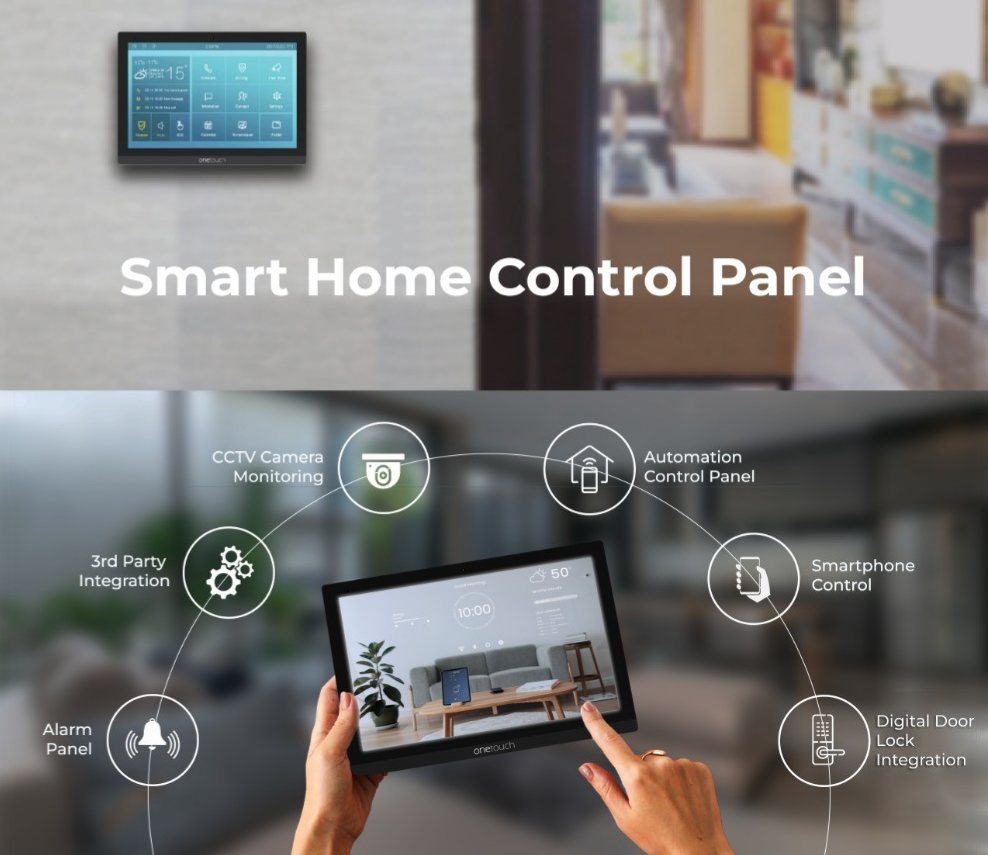 15°
onetouch
Smart Home Control Panel
CCTV Camera
Monitoring
Automation
Control Panel
3rd Party
Integration
Smartphone
Control
50°
10:00
onetouch
Alarm
Panel
Digital Door
Lock
Integration